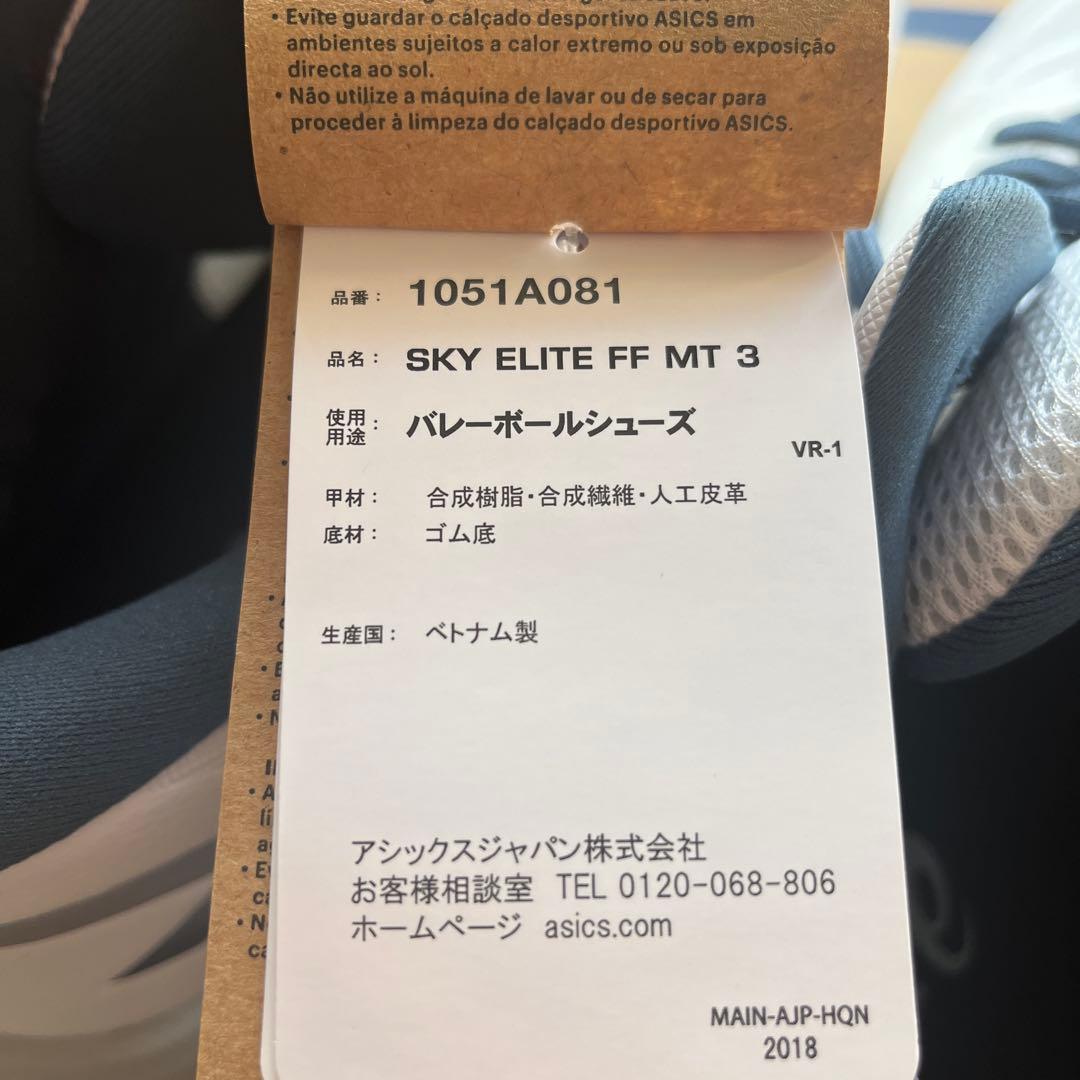 • Evite guardar o cálçado desportivo ASICS em
ambientes sujeitos a calor extremo ou sob exposição
directa ao sol.
• Não utilize a máquina de lavar ou de secar para
proceder à limpeza do calçado desportivo ASICS.
•
品番： 1051A081
品名： SKY ELITE FF MT 3
使用用途： バレーボールシューズ
VR-1
甲材： 合成樹脂・合成繊維・人工皮革
底材： ゴム底
生産国： ベトナム製
アシックスジャパン株式会社
お客様相談室 TEL 0120-068-806
ホームページ asics.com
MAIN-AJP-HQN
2018